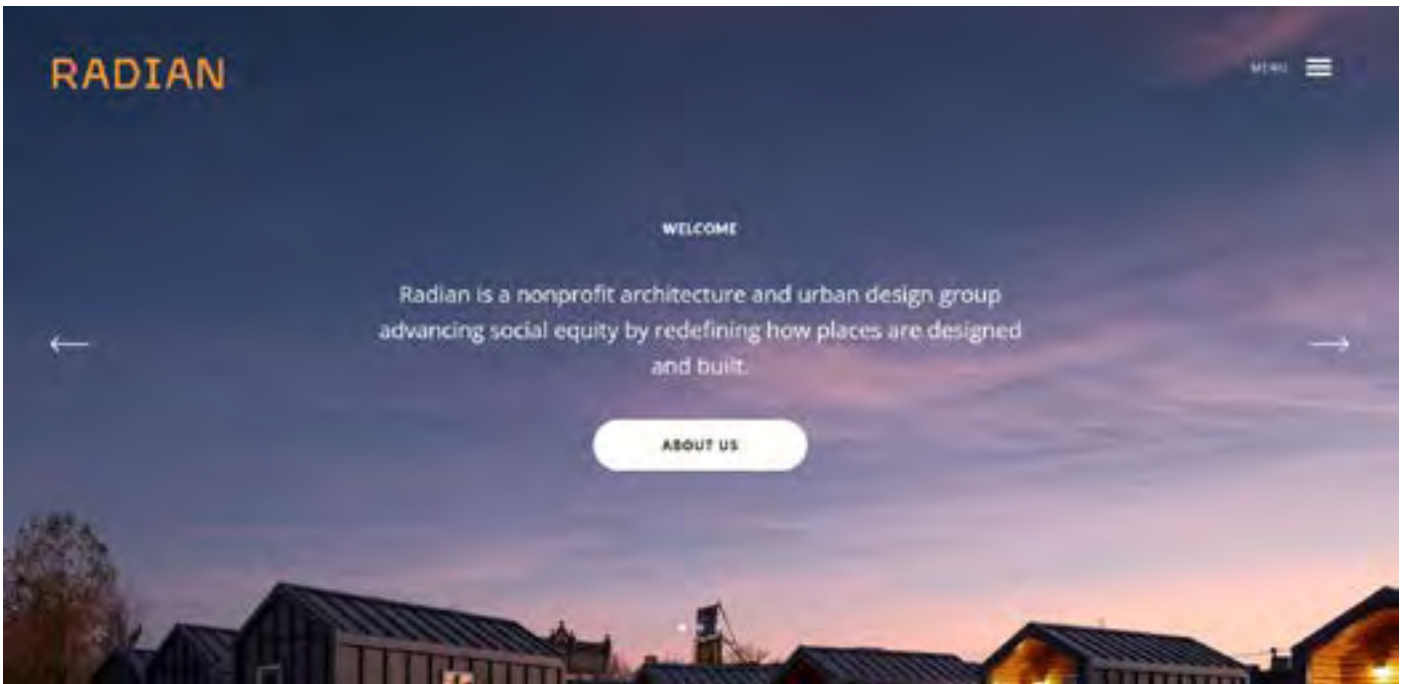 RADIAN
MENU
WELCOME
Radian is a nonprofit architecture and urban design group
advancing social equity by redefining how places are designed
and built.
ABOUT US